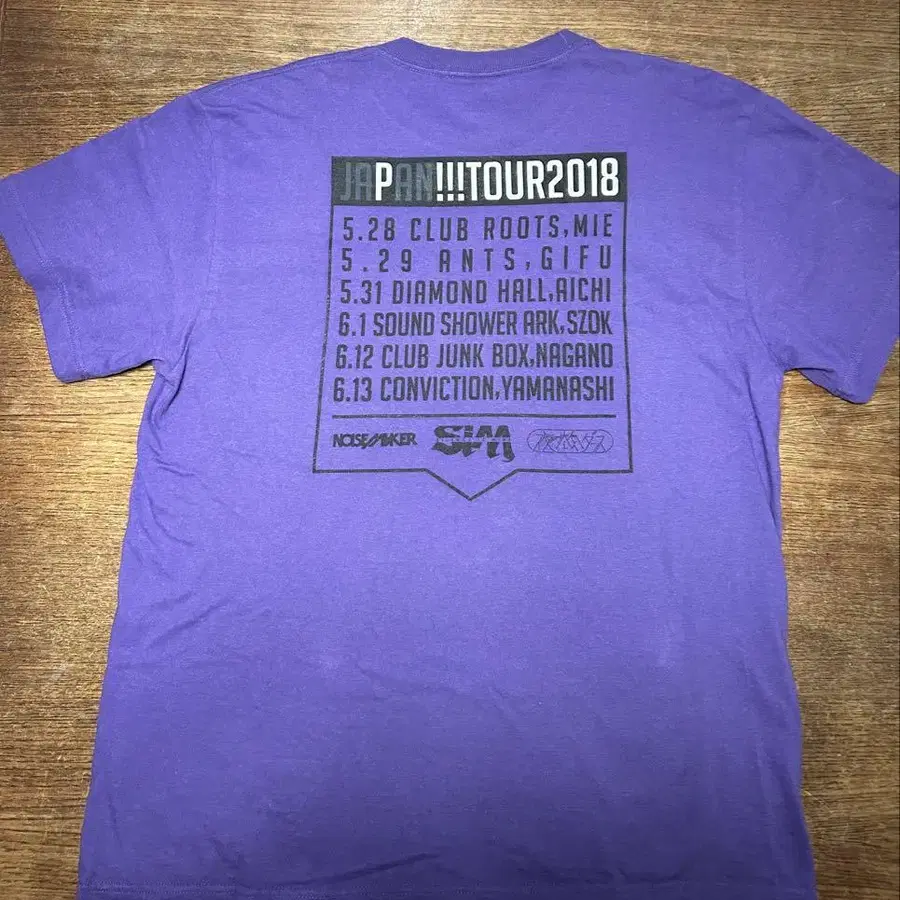 JAPAN!!!TOUR2018
5.28 CLUB ROOTS,MIE
5.29 ANTS,GIFU
5.31 DIAMOND HALL,AICHI
6.1 SOUND SHOWER ARK,SZOK
6.12 CLUB JUNK BOX,NAGANO
6.13 CONVICTION,YAMANASHI
NOISEMAKER SiM